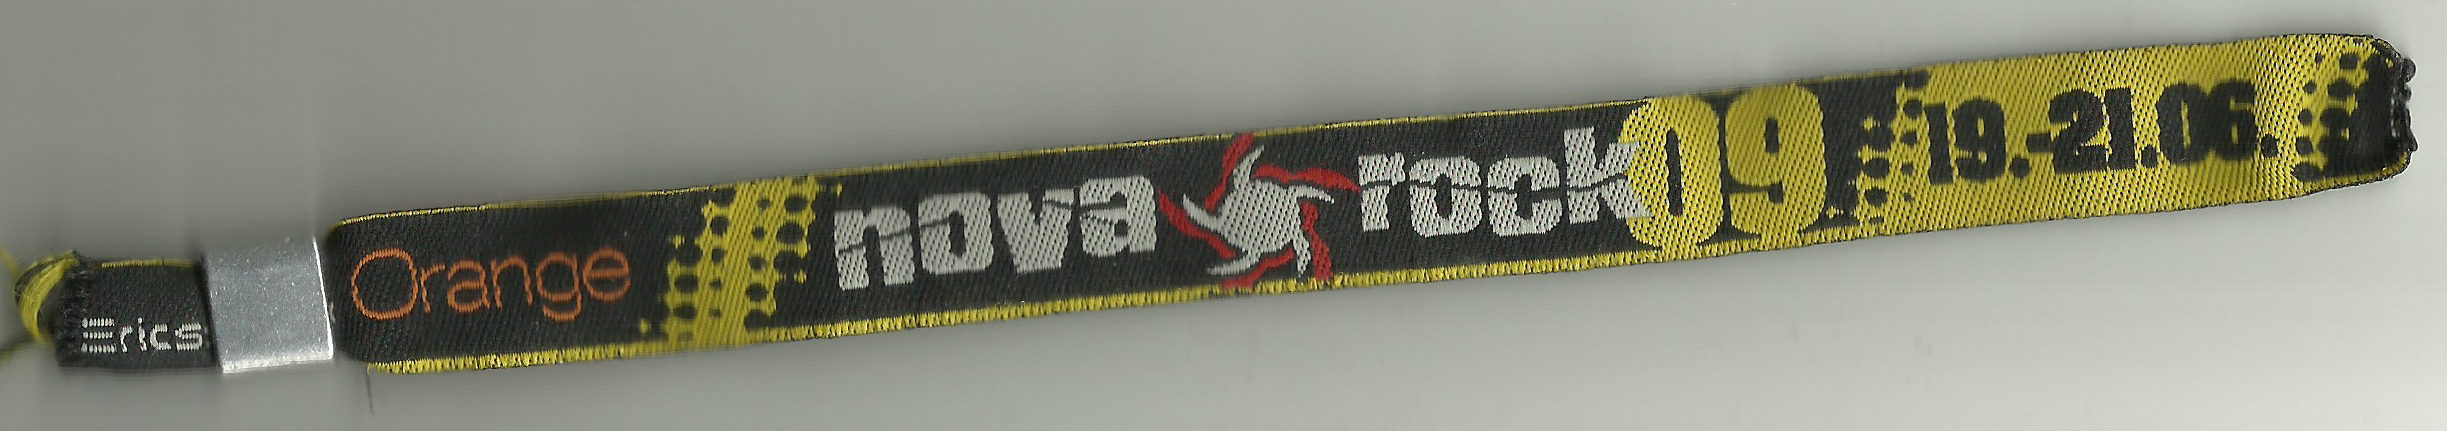 Erics
Orange
nova rock 09
19.-21.06.